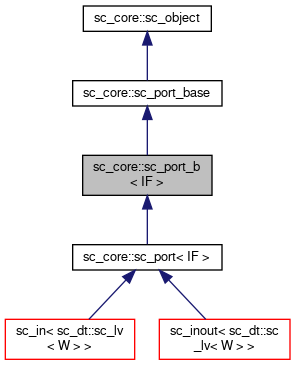 sc_core::sc_object
sc_core::sc_port_base
sc_core::sc_port_b
< IF >
sc_core::sc_port< IF >
sc_in< sc_dt::sc_lv
< W > >
sc_inout< sc_dt::sc
_lv< W > >